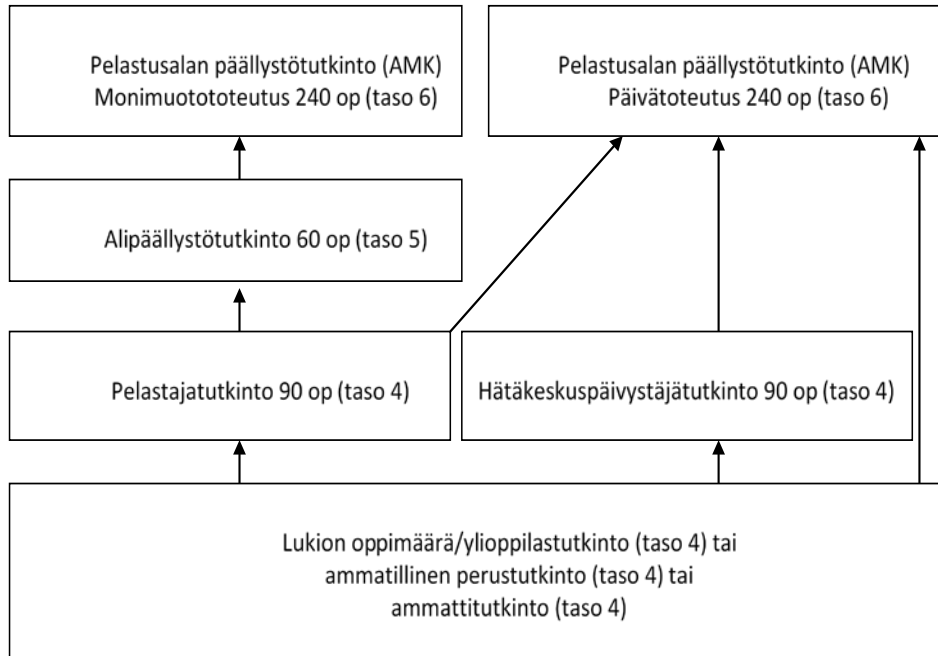 Pelastusalan päällystötutkinto (AMK)
Monimuotototeutus 240 op (taso 6)
Pelastusalan päällystötutkinto (AMK)
Päivätoteutus 240 op (taso 6)
Alipäällystötutkinto 60 op (taso 5)
Pelastajatutkinto 90 op (taso 4)
Hätäkeskuspäivystäjätutkinto 90 op (taso 4)
Lukion oppimäärä/ylioppilastutkinto (taso 4) tai
ammatillinen perustutkinto (taso 4) tai
ammattitutkinto (taso 4)